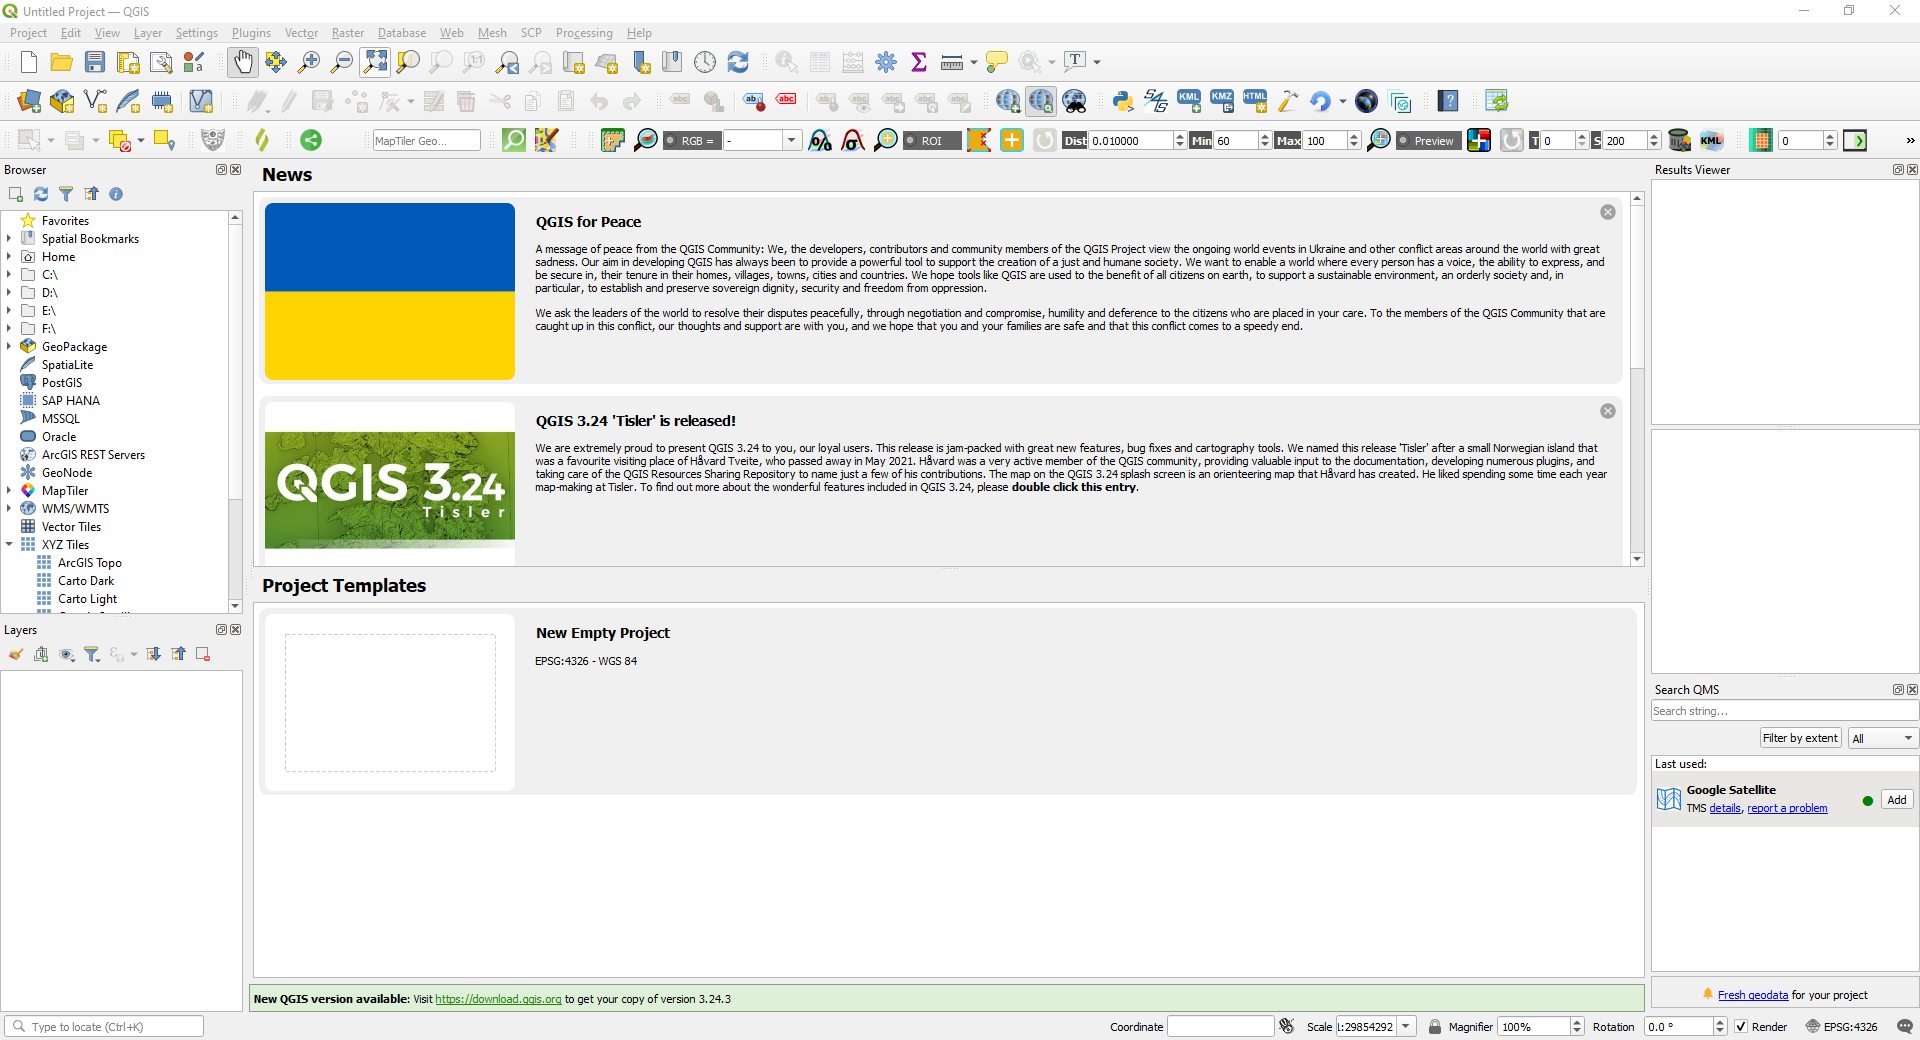 Untitled Project — QGIS
Project Edit View Layer Settings Plugins Vector Raster Database Web Mesh SCP Processing Help
MapTiler Geo... RGB = - ROI Dist 0.010000 Min 60 Max 100 Preview T 0 S 200 KML 0 »
Browser
Favorites
Spatial Bookmarks
Home
C:\
D:\
E:\
F:\
GeoPackage
SpatiaLite
PostGIS
SAP HANA
MSSQL
Oracle
ArcGIS REST Servers
GeoNode
MapTiler
WMS/WMTS
Vector Tiles
XYZ Tiles
ArcGIS Topo
Carto Dark
Carto Light
Layers
News
QGIS for Peace
A message of peace from the QGIS Community: We, the developers, contributors and community members of the QGIS Project view the ongoing world events in Ukraine and other conflict areas around the world with great
sadness. Our aim in developing QGIS has always been to provide a powerful tool to support the creation of a just and humane society. We want to enable a world where every person has a voice, the ability to express, and
be secure in, their tenure in their homes, villages, towns, cities and countries. We hope tools like QGIS are used to the benefit of all citizens on earth, to support a sustainable environment, an orderly society and, in
particular, to establish and preserve sovereign dignity, security and freedom from oppression.
We ask the leaders of the world to resolve their disputes peacefully, through negotiation and compromise, humility and deference to the citizens who are placed in your care. To the members of the QGIS Community that are
caught up in this conflict, our thoughts and support are with you, and we hope that you and your families are safe and that this conflict comes to a speedy end.
QGIS 3.24
Tisler
QGIS 3.24 'Tisler' is released!
We are extremely proud to present QGIS 3.24 to you, our loyal users. This release is jam-packed with great new features, bug fixes and cartography tools. We named this release 'Tisler' after a small Norwegian island that
was a favourite visiting place of Håvard Tveite, who passed away in May 2021. Håvard was a very active member of the QGIS community, providing valuable input to the documentation, developing numerous plugins, and
taking care of the QGIS Resources Sharing Repository to name just a few of his contributions. The map on the QGIS 3.24 splash screen is an orienteering map that Håvard has created. He liked spending some time each year
map-making at Tisler. To find out more about the wonderful features included in QGIS 3.24, please double click this entry.
Project Templates
New Empty Project
EPSG:4326 - WGS 84
New QGIS version available: Visit https://download.qgis.org to get your copy of version 3.24.3
Results Viewer
Search QMS
Search string...
Filter by extent All
Last used:
Google Satellite
TMS details, report a problem
Add
Fresh geodata for your project
Type to locate (Ctrl+K) Coordinate Scale 1:29854292 Magnifier 100% Rotation 0.0 ° Render EPSG:4326